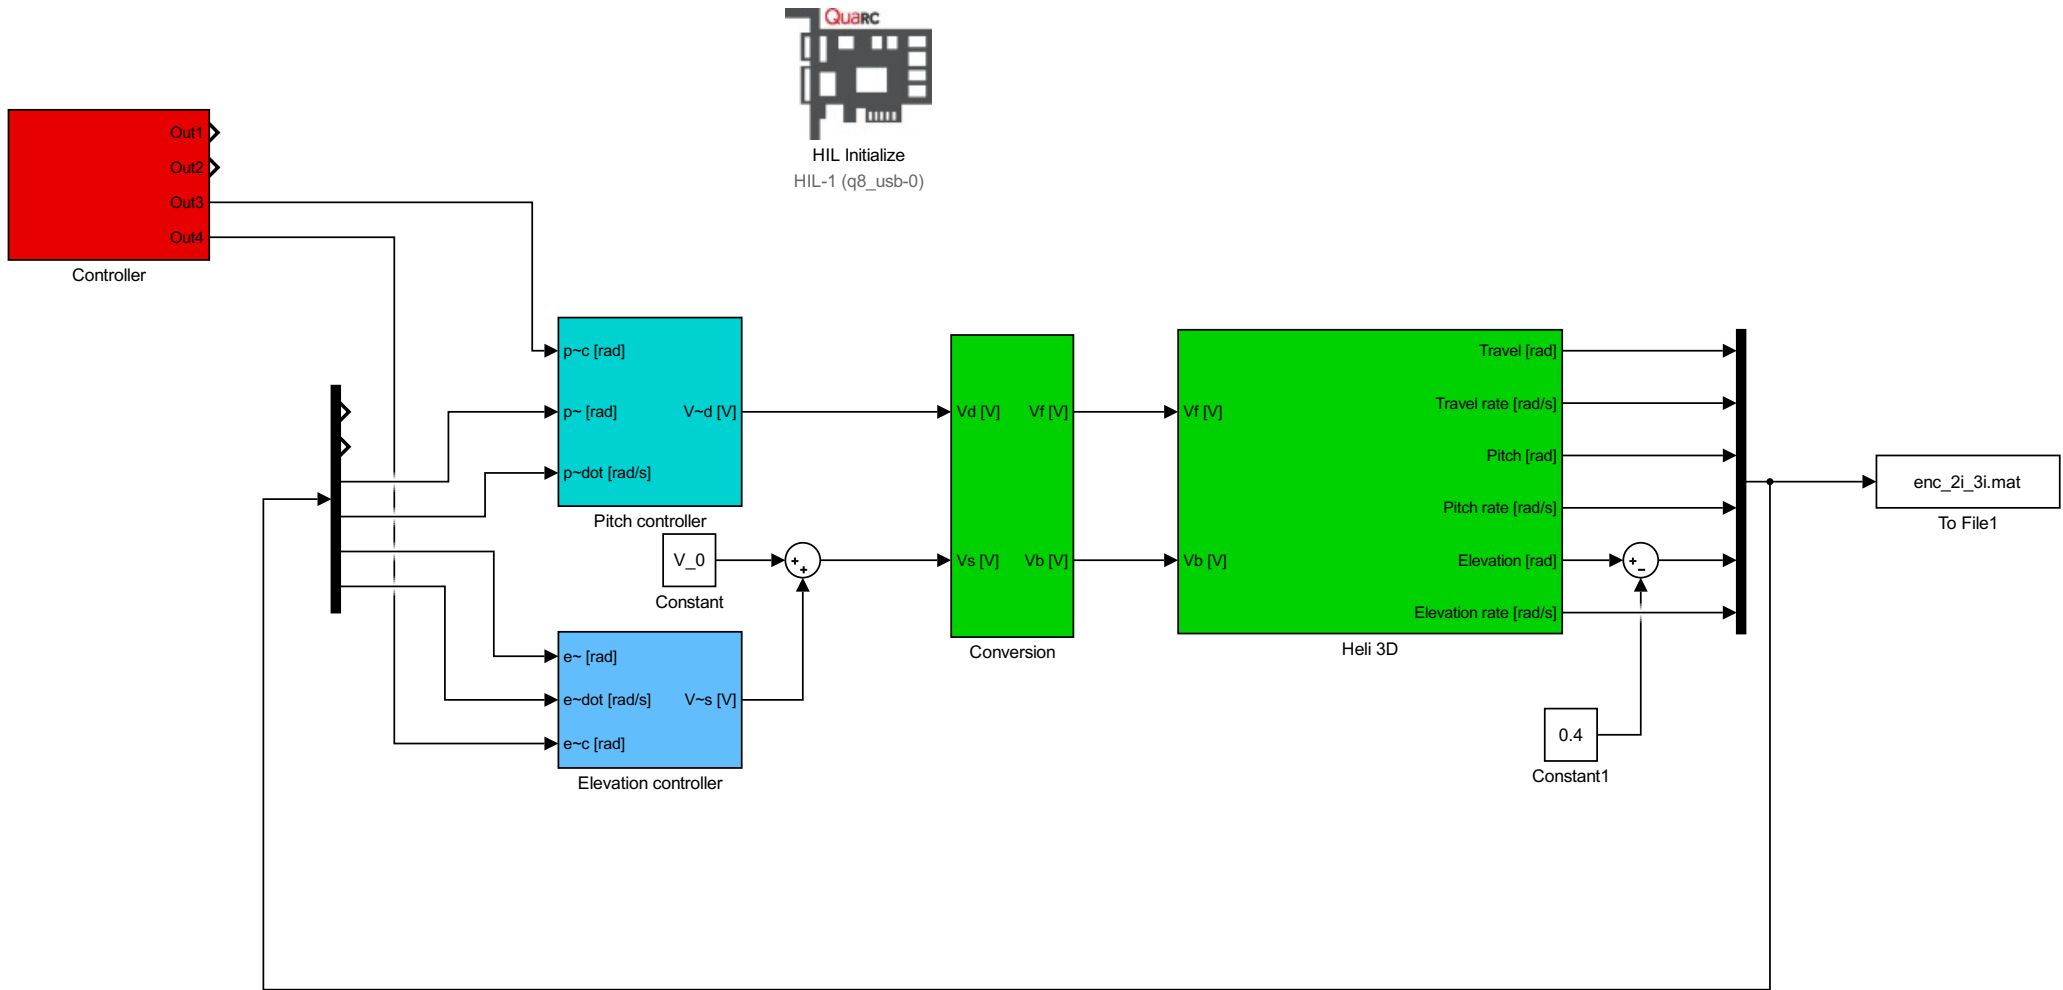 QUARC
HIL Initialize
HIL-1 (q8_usb-0)
Out1
Out2
Out3
Out4
Controller
p~c [rad]
p~ [rad]
V~d [V]
p~dot [rad/s]
Pitch controller
V_0
Constant
+
+
e~ [rad]
e~dot [rad/s]
V~s [V]
e~c [rad]
Elevation controller
Vd [V]
Vf [V]
Vs [V]
Vb [V]
Conversion
Vf [V]
Vb [V]
Travel [rad]
Travel rate [rad/s]
Pitch [rad]
Pitch rate [rad/s]
Elevation [rad]
Elevation rate [rad/s]
Heli 3D
+
−
0.4
Constant1
enc_2i_3i.mat
To File1